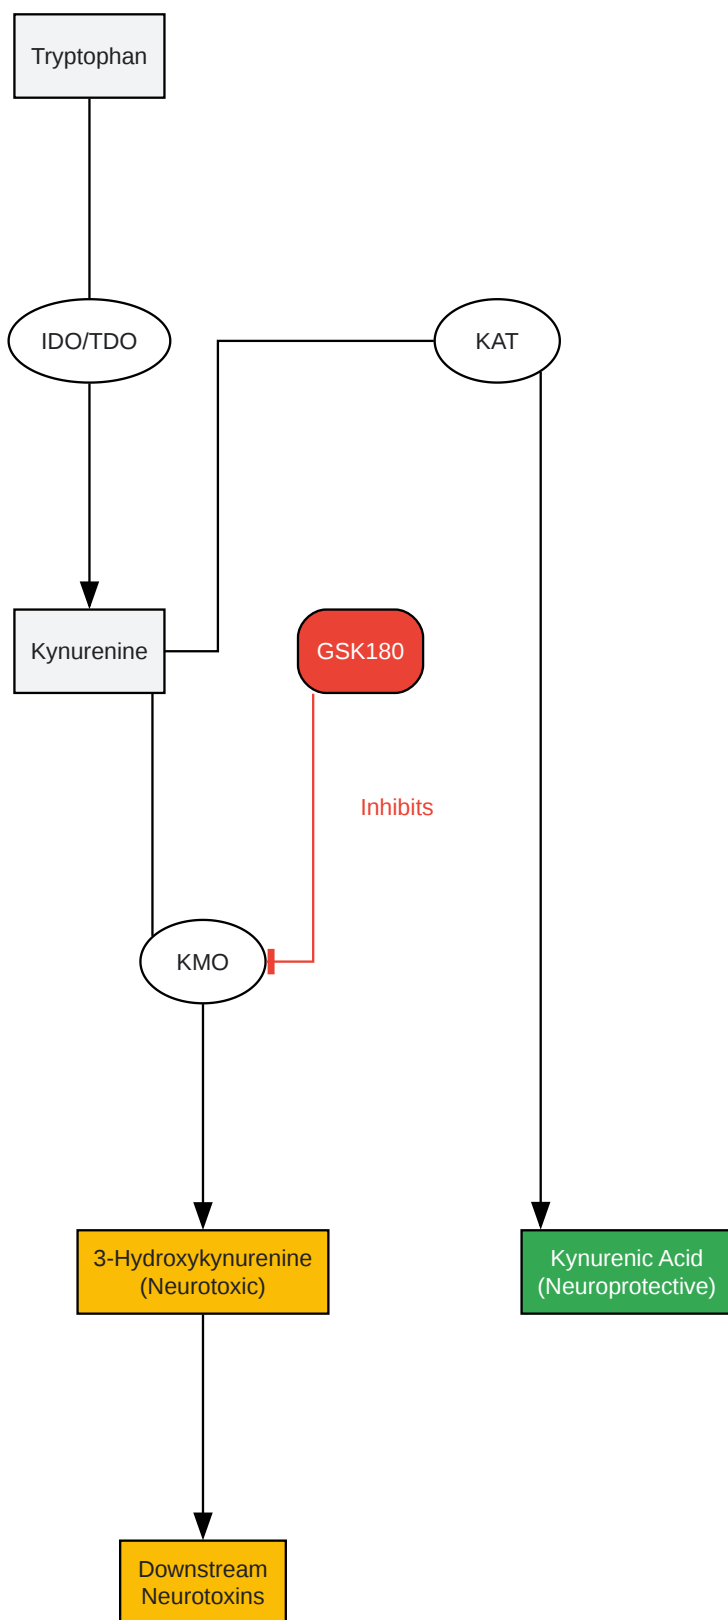 Tryptophan
IDO/TDO
KAT
Kynurenine
GSK180
Inhibits
KMO
3-Hydroxykynurenine
(Neurotoxic)
Kynurenic Acid
(Neuroprotective)
Downstream
Neurotoxins